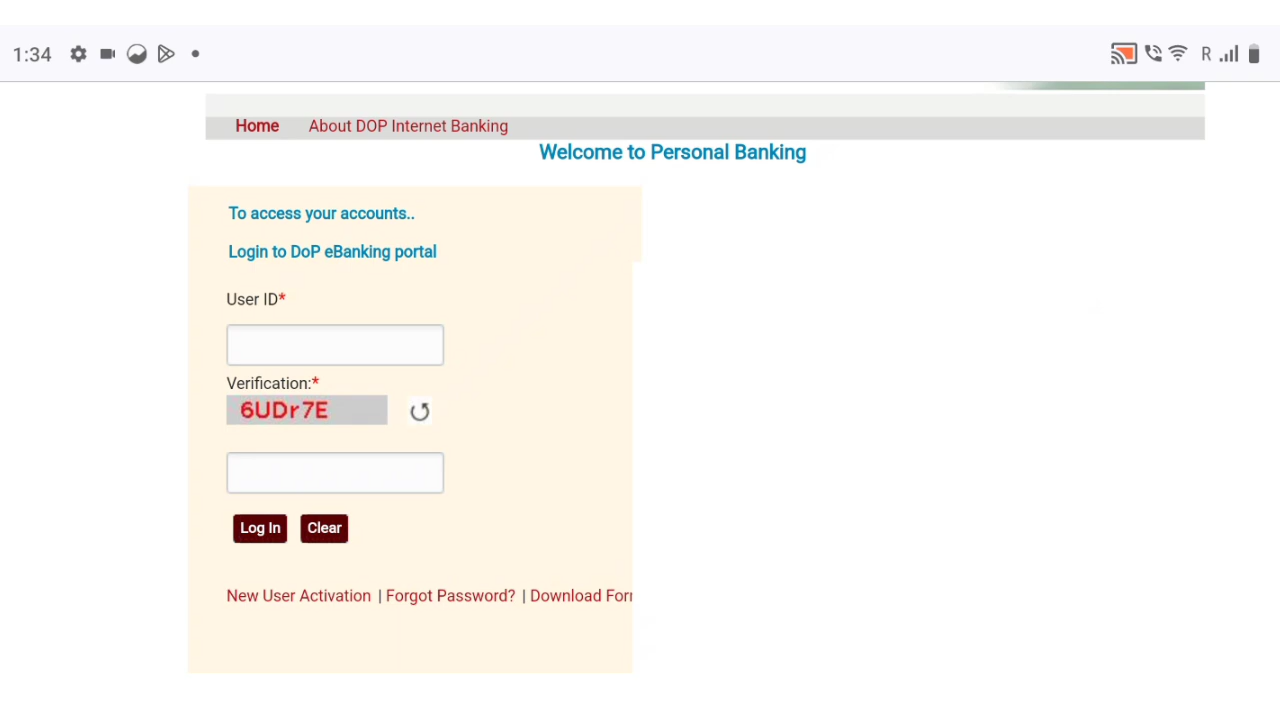 1:34 R
Home About DOP Internet Banking
Welcome to Personal Banking
To access your accounts..
Login to DoP eBanking portal
User ID*
Verification:*
6UDr7E
Log In Clear
New User Activation | Forgot Password? | Download For